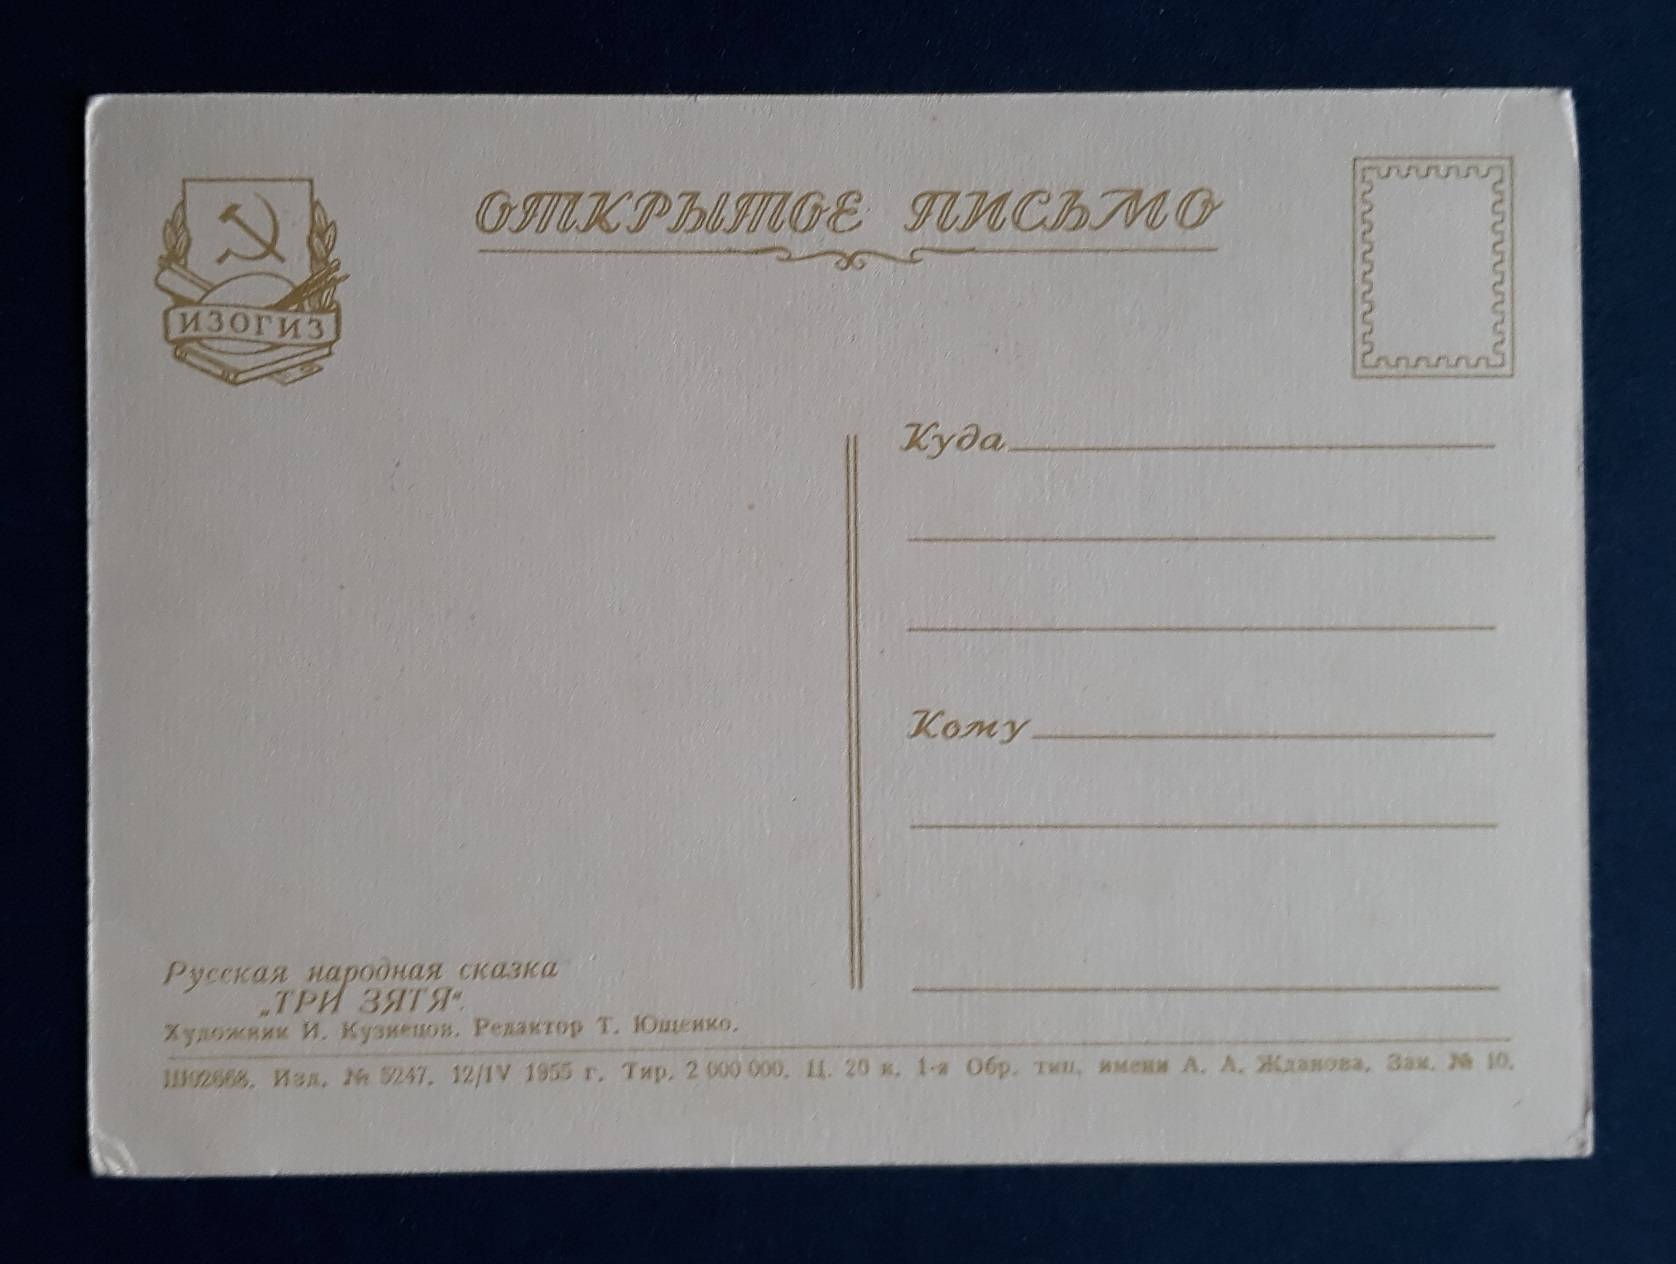 ОТКРЫТОЕ ПИСЬМО
ИЗОГИЗ
Куда
Кому
Русская народная сказка
„ТРИ ЗЯТЯ“.
Художник И. Кузнецов. Редактор Т. Ющенко.
Ш02668. Изд. № 5247. 12/IV 1955 г. Тир. 2 000 000. Ц. 20 к. 1-я Обр. тип. имени А. А. Жданова. Зак. № 10.